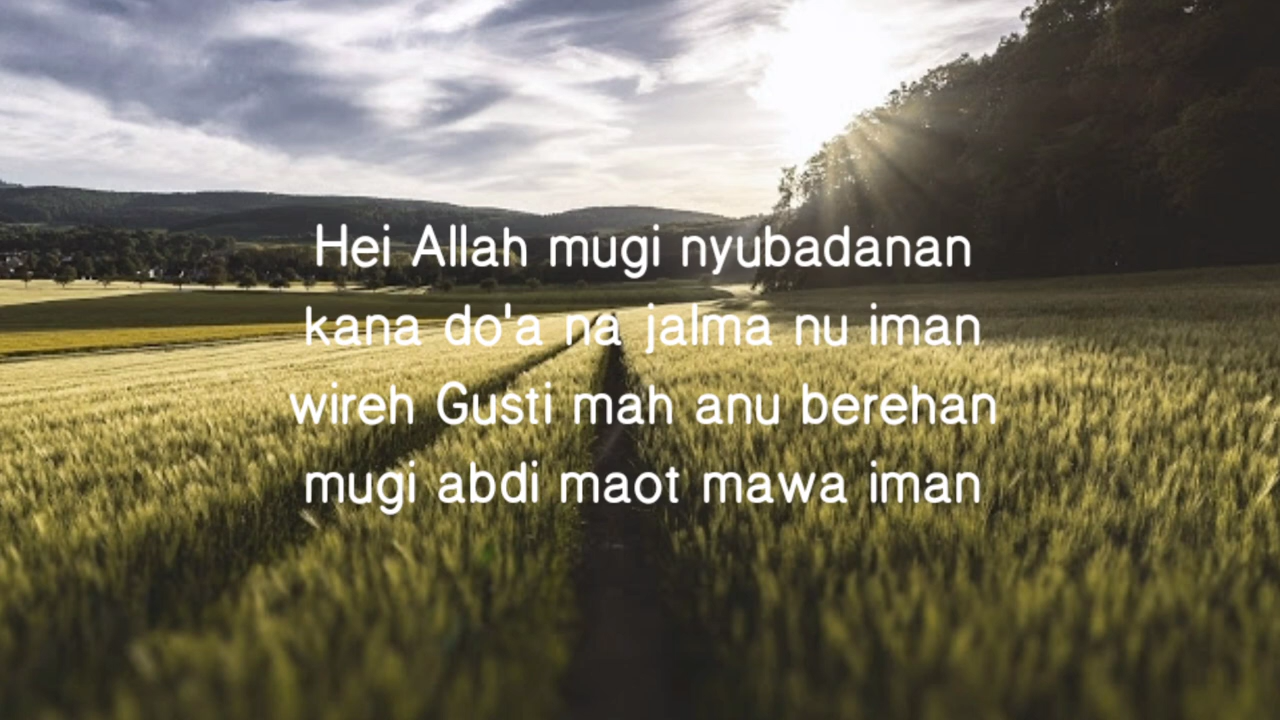 Hei Allah mugi nyubadanan
kana do'a na jalma nu iman
wireh Gusti mah anu berehan
mugi abdi maot mawa iman